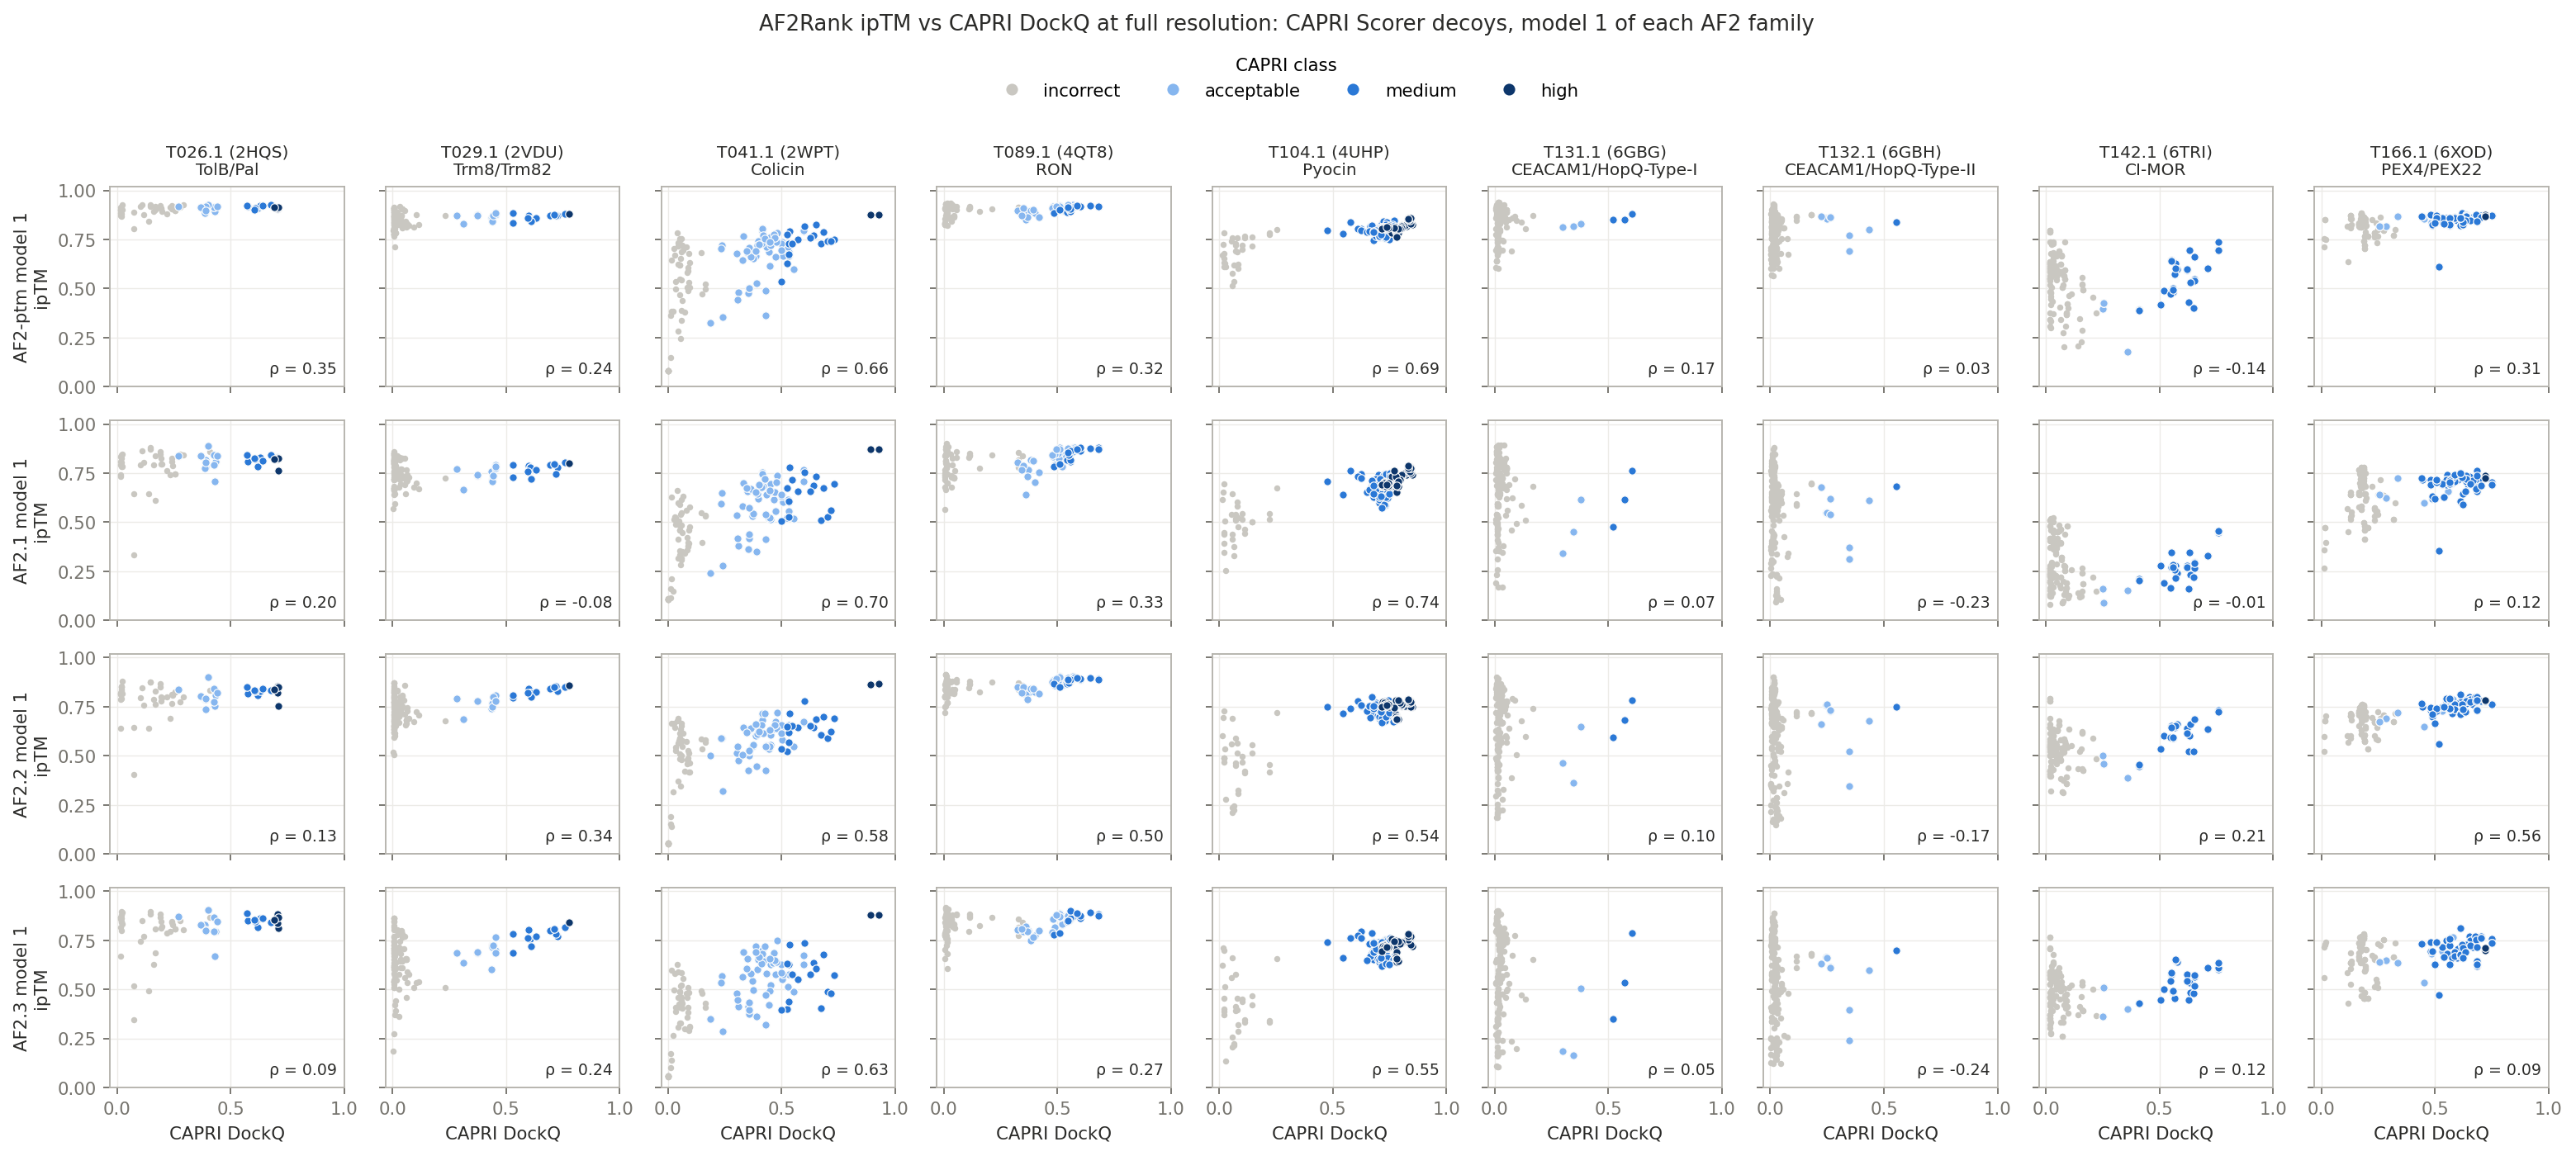 AF2Rank ipTM vs CAPRI DockQ at full resolution: CAPRI Scorer decoys, model 1 of each AF2 family
CAPRI class
incorrect acceptable medium high
T026.1 (2HQS) T029.1 (2VDU) T041.1 (2WPT) T089.1 (4QT8) T104.1 (4UHP) T131.1 (6GBG) T132.1 (6GBH) T142.1 (6TRI) T166.1 (6XOD)
TolB/Pal Trm8/Trm82 Colicin RON Pyocin CEACAM1/HopQ-Type-I CEACAM1/HopQ-Type-II CI-MOR PEX4/PEX22
AF2-ptm model 1
ipTM
1.00
0.75
0.50
0.25
0.00
ρ = 0.35 ρ = 0.24 ρ = 0.66 ρ = 0.32 ρ = 0.69 ρ = 0.17 ρ = 0.03 ρ = -0.14 ρ = 0.31
AF2.1 model 1
ipTM
1.00
0.75
0.50
0.25
0.00
ρ = 0.20 ρ = -0.08 ρ = 0.70 ρ = 0.33 ρ = 0.74 ρ = 0.07 ρ = -0.23 ρ = -0.01 ρ = 0.12
AF2.2 model 1
ipTM
1.00
0.75
0.50
0.25
0.00
ρ = 0.13 ρ = 0.34 ρ = 0.58 ρ = 0.50 ρ = 0.54 ρ = 0.10 ρ = -0.17 ρ = 0.21 ρ = 0.56
AF2.3 model 1
ipTM
1.00
0.75
0.50
0.25
0.00
ρ = 0.09 ρ = 0.24 ρ = 0.63 ρ = 0.27 ρ = 0.55 ρ = 0.05 ρ = -0.24 ρ = 0.12 ρ = 0.09
0.0 0.5 1.0 0.0 0.5 1.0 0.0 0.5 1.0 0.0 0.5 1.0 0.0 0.5 1.0 0.0 0.5 1.0 0.0 0.5 1.0 0.0 0.5 1.0 0.0 0.5 1.0
CAPRI DockQ CAPRI DockQ CAPRI DockQ CAPRI DockQ CAPRI DockQ CAPRI DockQ CAPRI DockQ CAPRI DockQ CAPRI DockQ